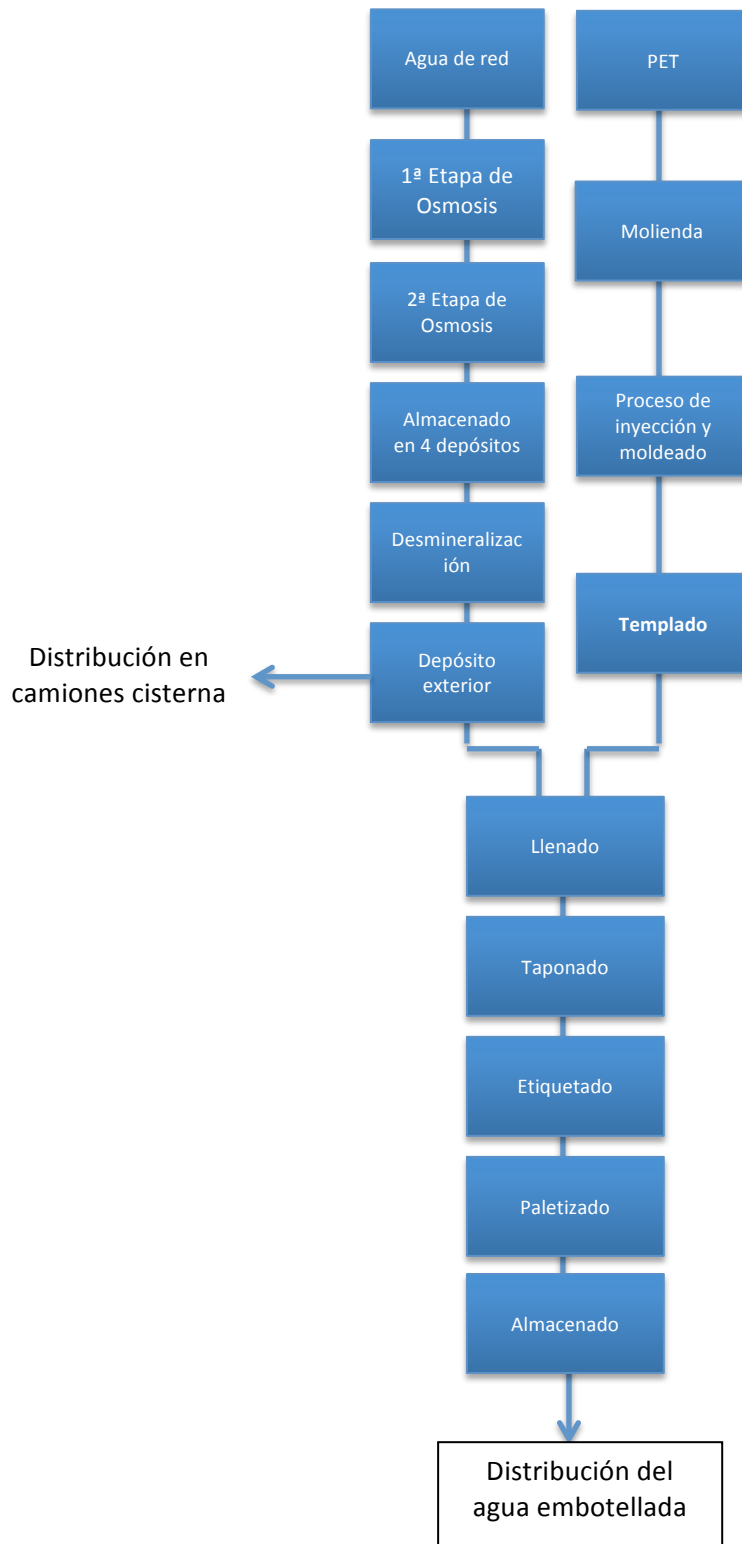 Agua de red
PET
1ª Etapa de
Osmosis
Molienda
2ª Etapa de
Osmosis
Almacenado
en 4 depósitos
Proceso de
inyección y
moldeado
Desmineralizac
ión
Templado
Distribución en
camiones cisterna
Depósito
exterior
Llenado
Taponado
Etiquetado
Paletizado
Almacenado
Distribución del
agua embotellada